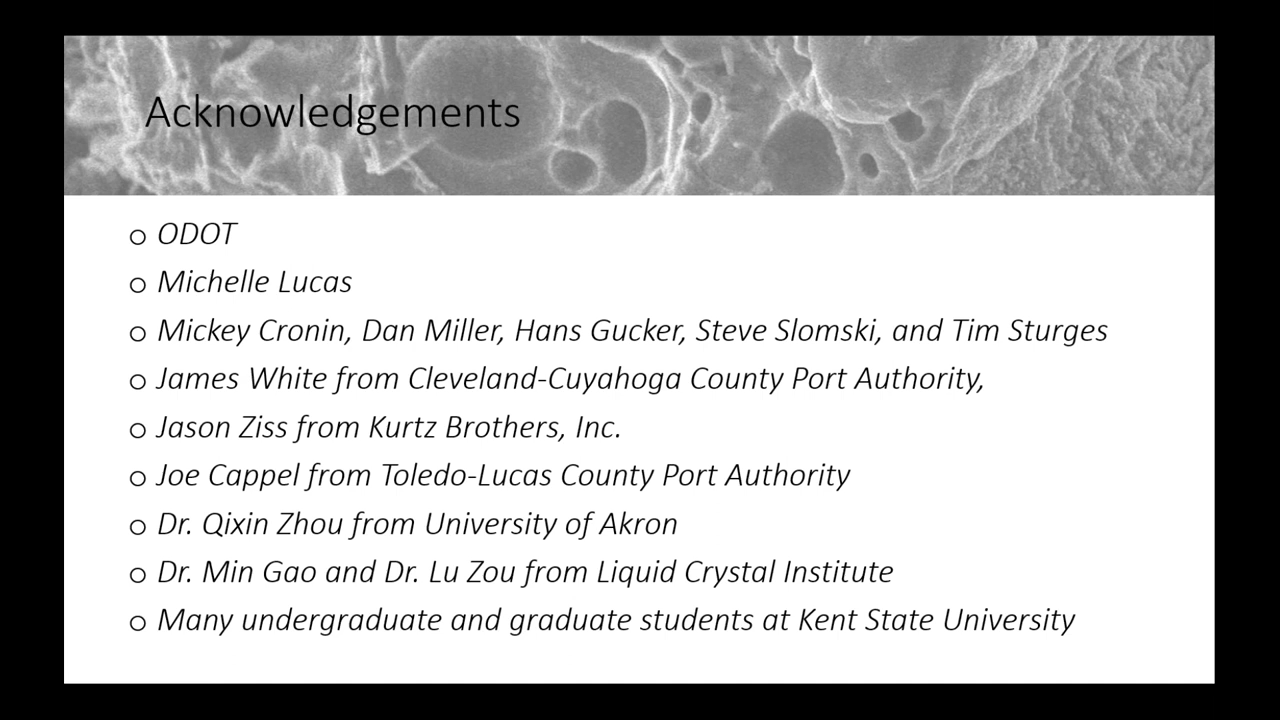 Acknowledgements
o ODOT
o Michelle Lucas
o Mickey Cronin, Dan Miller, Hans Gucker, Steve Slomski, and Tim Sturges
o James White from Cleveland-Cuyahoga County Port Authority,
o Jason Ziss from Kurtz Brothers, Inc.
o Joe Cappel from Toledo-Lucas County Port Authority
o Dr. Qixin Zhou from University of Akron
o Dr. Min Gao and Dr. Lu Zou from Liquid Crystal Institute
o Many undergraduate and graduate students at Kent State University